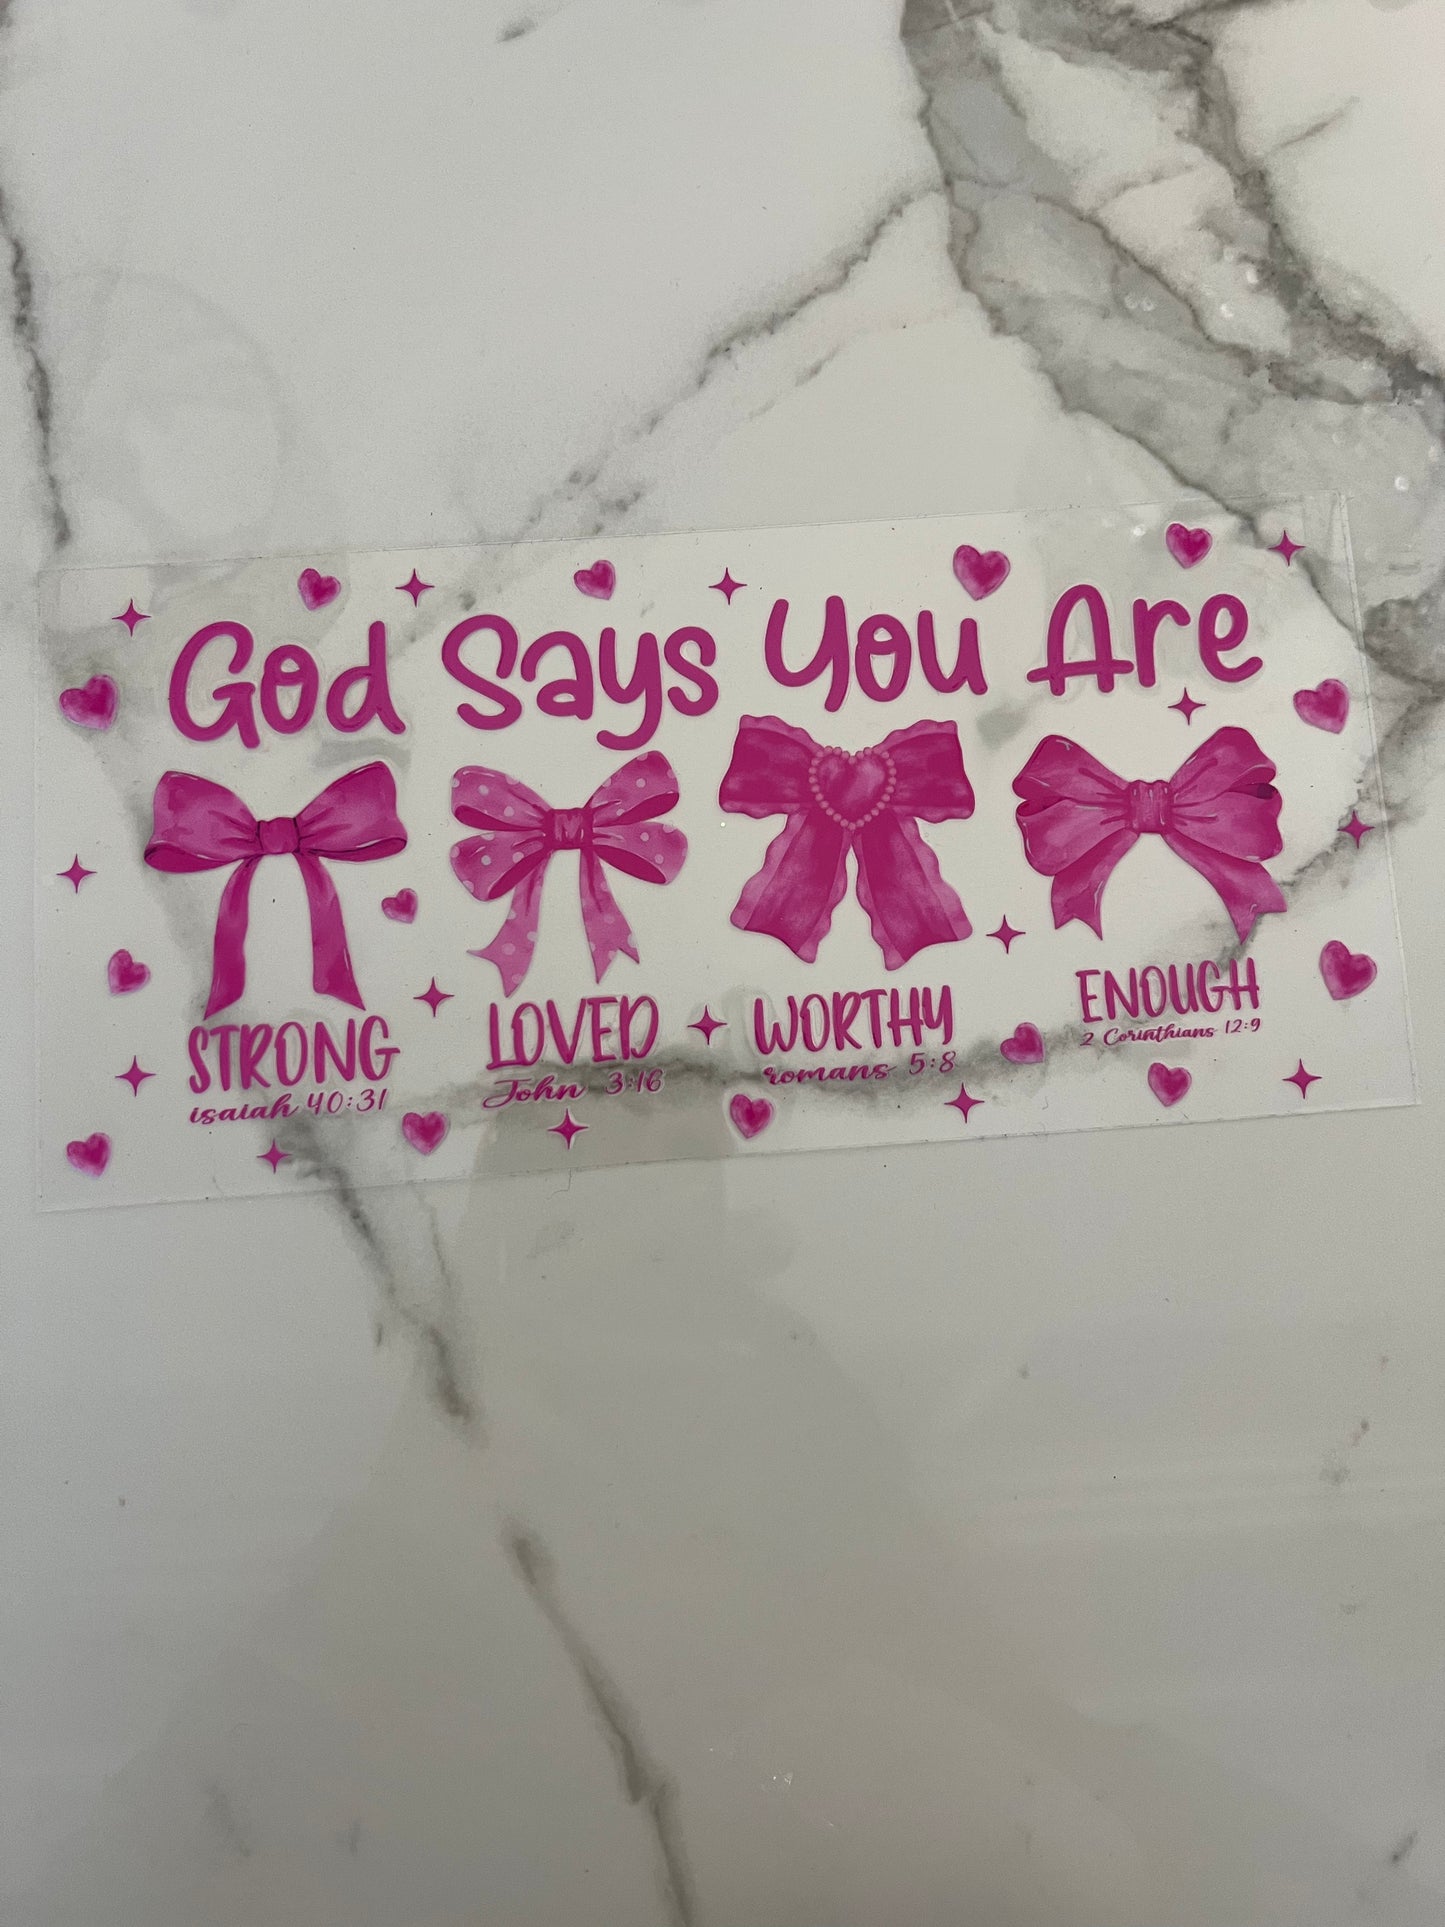 God Says You Are
STRONG
isaiah 40:31
LOVED
John 3:16
WORTHY
romans 5:8
ENOUGH
2 Corinthians 12:9